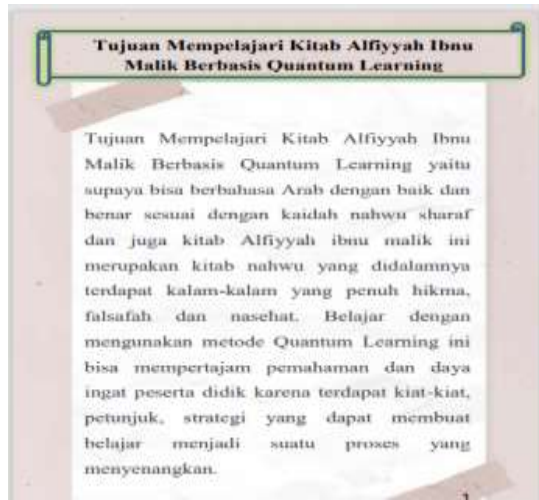 Tujuan Mempelajari Kitab Alfiyyah Ibnu
Malik Berbasis Quantum Learning
Tujuan Mempelajari Kitab Alfiyyah Ibnu
Malik Berbasis Quantum Learning yaitu
supaya bisa berbahasa Arab dengan baik dan
benar sesuai dengan kaidah nahwu sharaf
dan juga kitab Alfiyyah ibnu malik ini
merupakan kitab nahwu yang didalamnya
terdapat kalam-kalam yang penuh hikma,
falsafah dan nasehat. Belajar dengan
mengunakan metode Quantum Learning ini
bisa mempertajam pemahaman dan daya
ingat peserta didik karena terdapat kiat-kiat,
petunjuk, strategi yang dapat membuat
belajar menjadi suatu proses yang
menyenangkan.